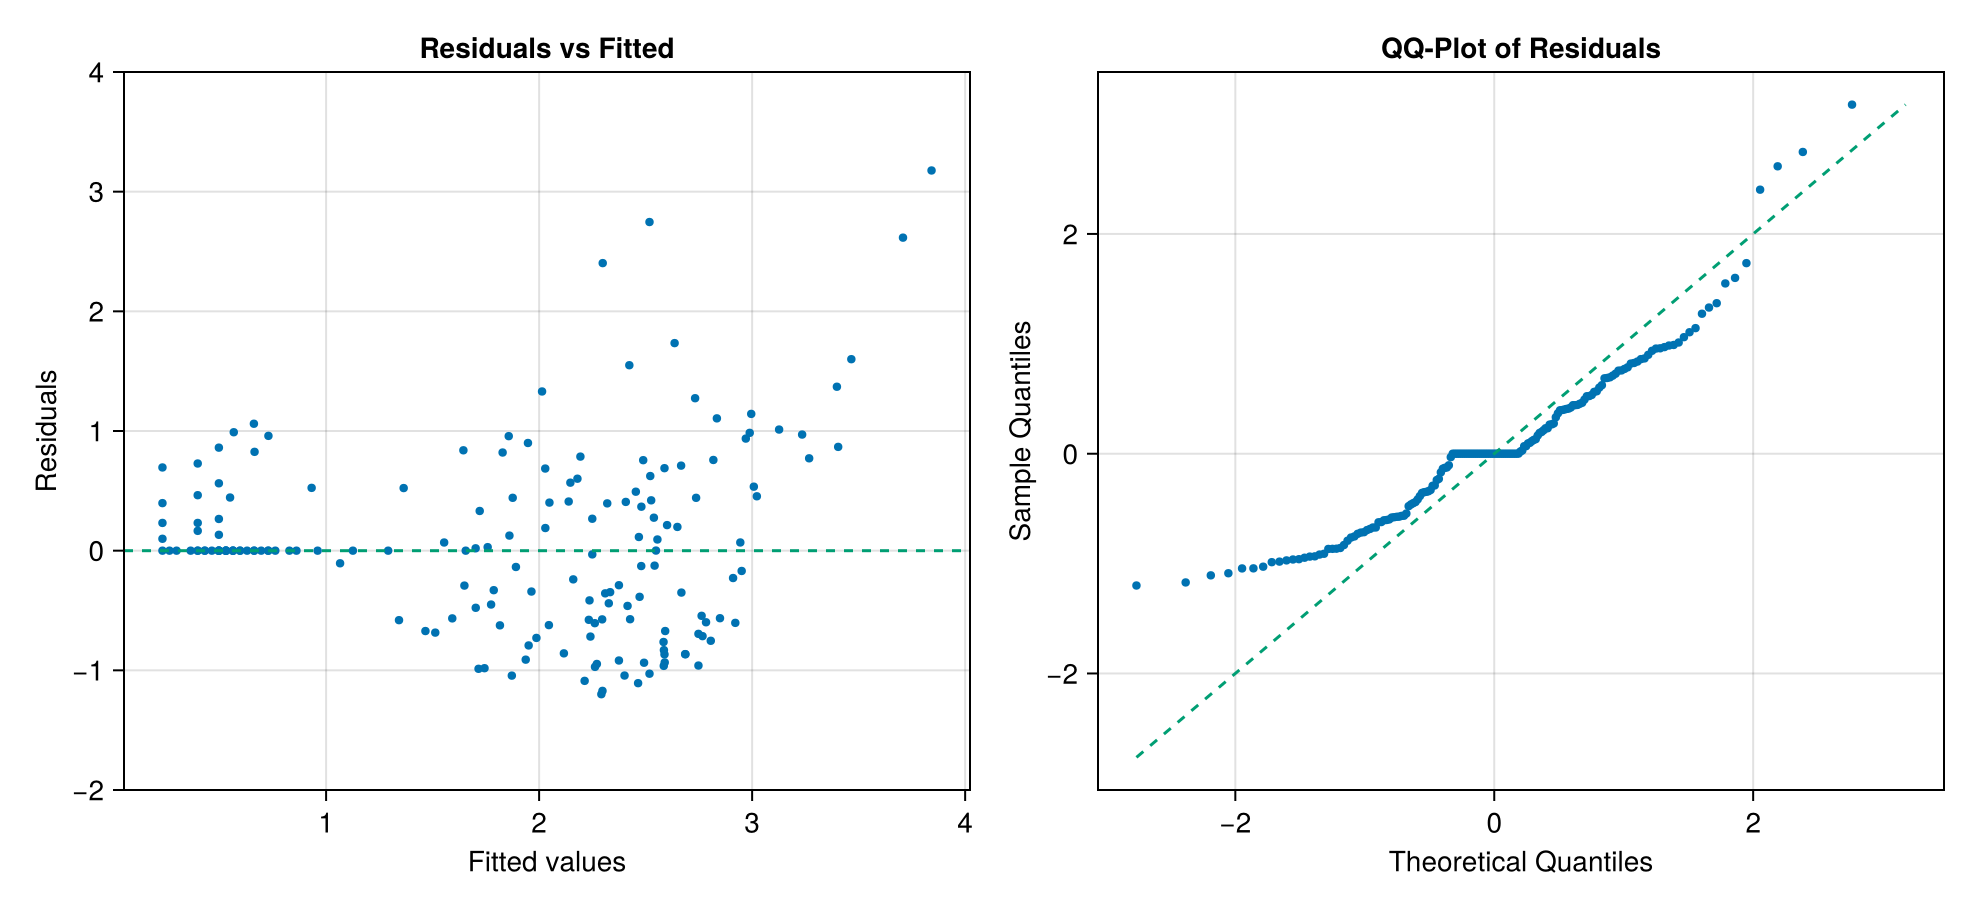 Residuals vs Fitted
4
3
2
1
0
−1
−2
Residuals
1
2
3
4
Fitted values
QQ-Plot of Residuals
2
0
−2
Sample Quantiles
−2
0
2
Theoretical Quantiles